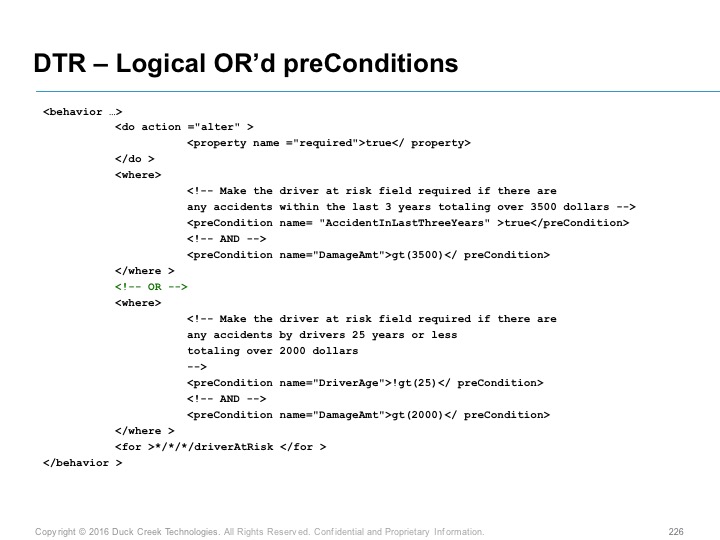 DTR – Logical OR’d preConditions
<behavior …>
<do action ="alter" >
<property name ="required">true</ property>
</do >
<where>
<!-- Make the driver at risk field required if there are
any accidents within the last 3 years totaling over 3500 dollars -->
<preCondition name= "AccidentInLastThreeYears" >true</preCondition>
<!-- AND -->
<preCondition name="DamageAmt">gt(3500)</ preCondition>
</where >
<!-- OR -->
<where>
<!-- Make the driver at risk field required if there are
any accidents by drivers 25 years or less
totaling over 2000 dollars
-->
<preCondition name="DriverAge">!gt(25)</ preCondition>
<!-- AND -->
<preCondition name="DamageAmt">gt(2000)</ preCondition>
</where >
<for >*/*/*/driverAtRisk </for >
</behavior >
Copyright © 2016 Duck Creek Technologies. All Rights Reserved. Confidential and Proprietary Information. 226